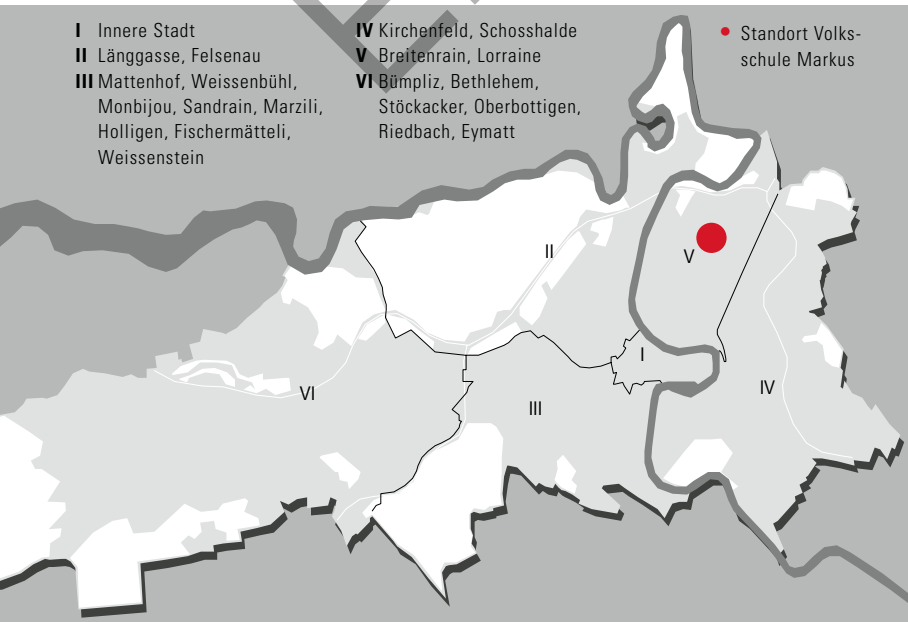 I Innere Stadt
II Länggasse, Felsenau
III Mattenhof, Weissenbühl,
Monbijou, Sandrain, Marzili,
Holligen, Fischermätteli,
Weissenstein
IV Kirchenfeld, Schosshalde
V Breitenrain, Lorraine
VI Bümpliz, Bethlehem,
Stöckacker, Oberbottigen,
Riedbach, Eymatt
Standort Volks-
schule Markus
II
V
I
VI
IV
III